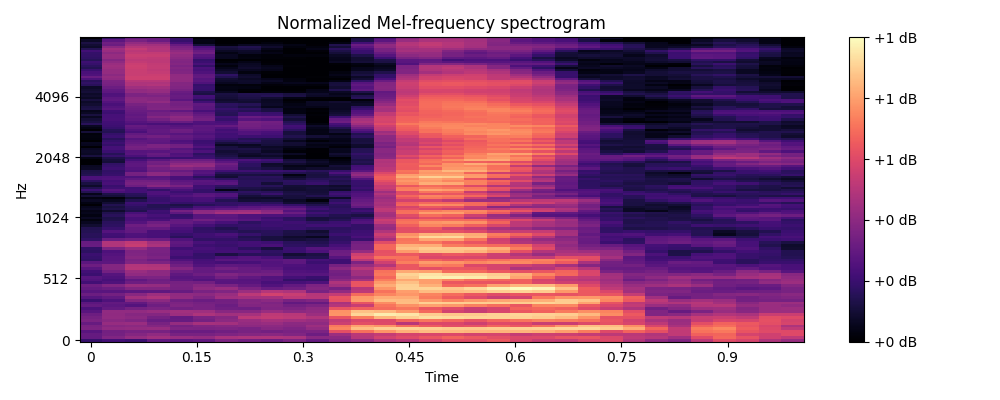 Normalized Mel-frequency spectrogram
Hz
4096
2048
1024
512
0
0 0.15 0.3 0.45 0.6 0.75 0.9
Time
+1 dB
+1 dB
+1 dB
+0 dB
+0 dB
+0 dB